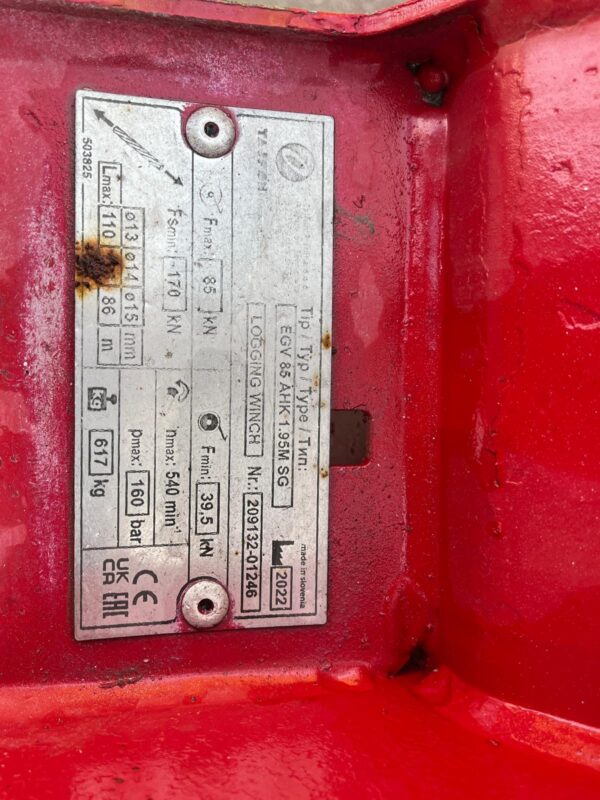 TAJFUN
Tip / Typ / Type / Тип:
made in slovenia
EGV 85 AHK 1.95M SG
2022
LOGGING WINCH
Nr.: 209132-01246
Fmax: 85 kN
Fmin: 39,5 kN
FSmin: 170 kN
nmax: 540 min-1
ø13 ø14 ø15 mm
pmax: 160 bar
Lmax: 110 86 m
kg 617 kg
CE
UK CA EAC
503825